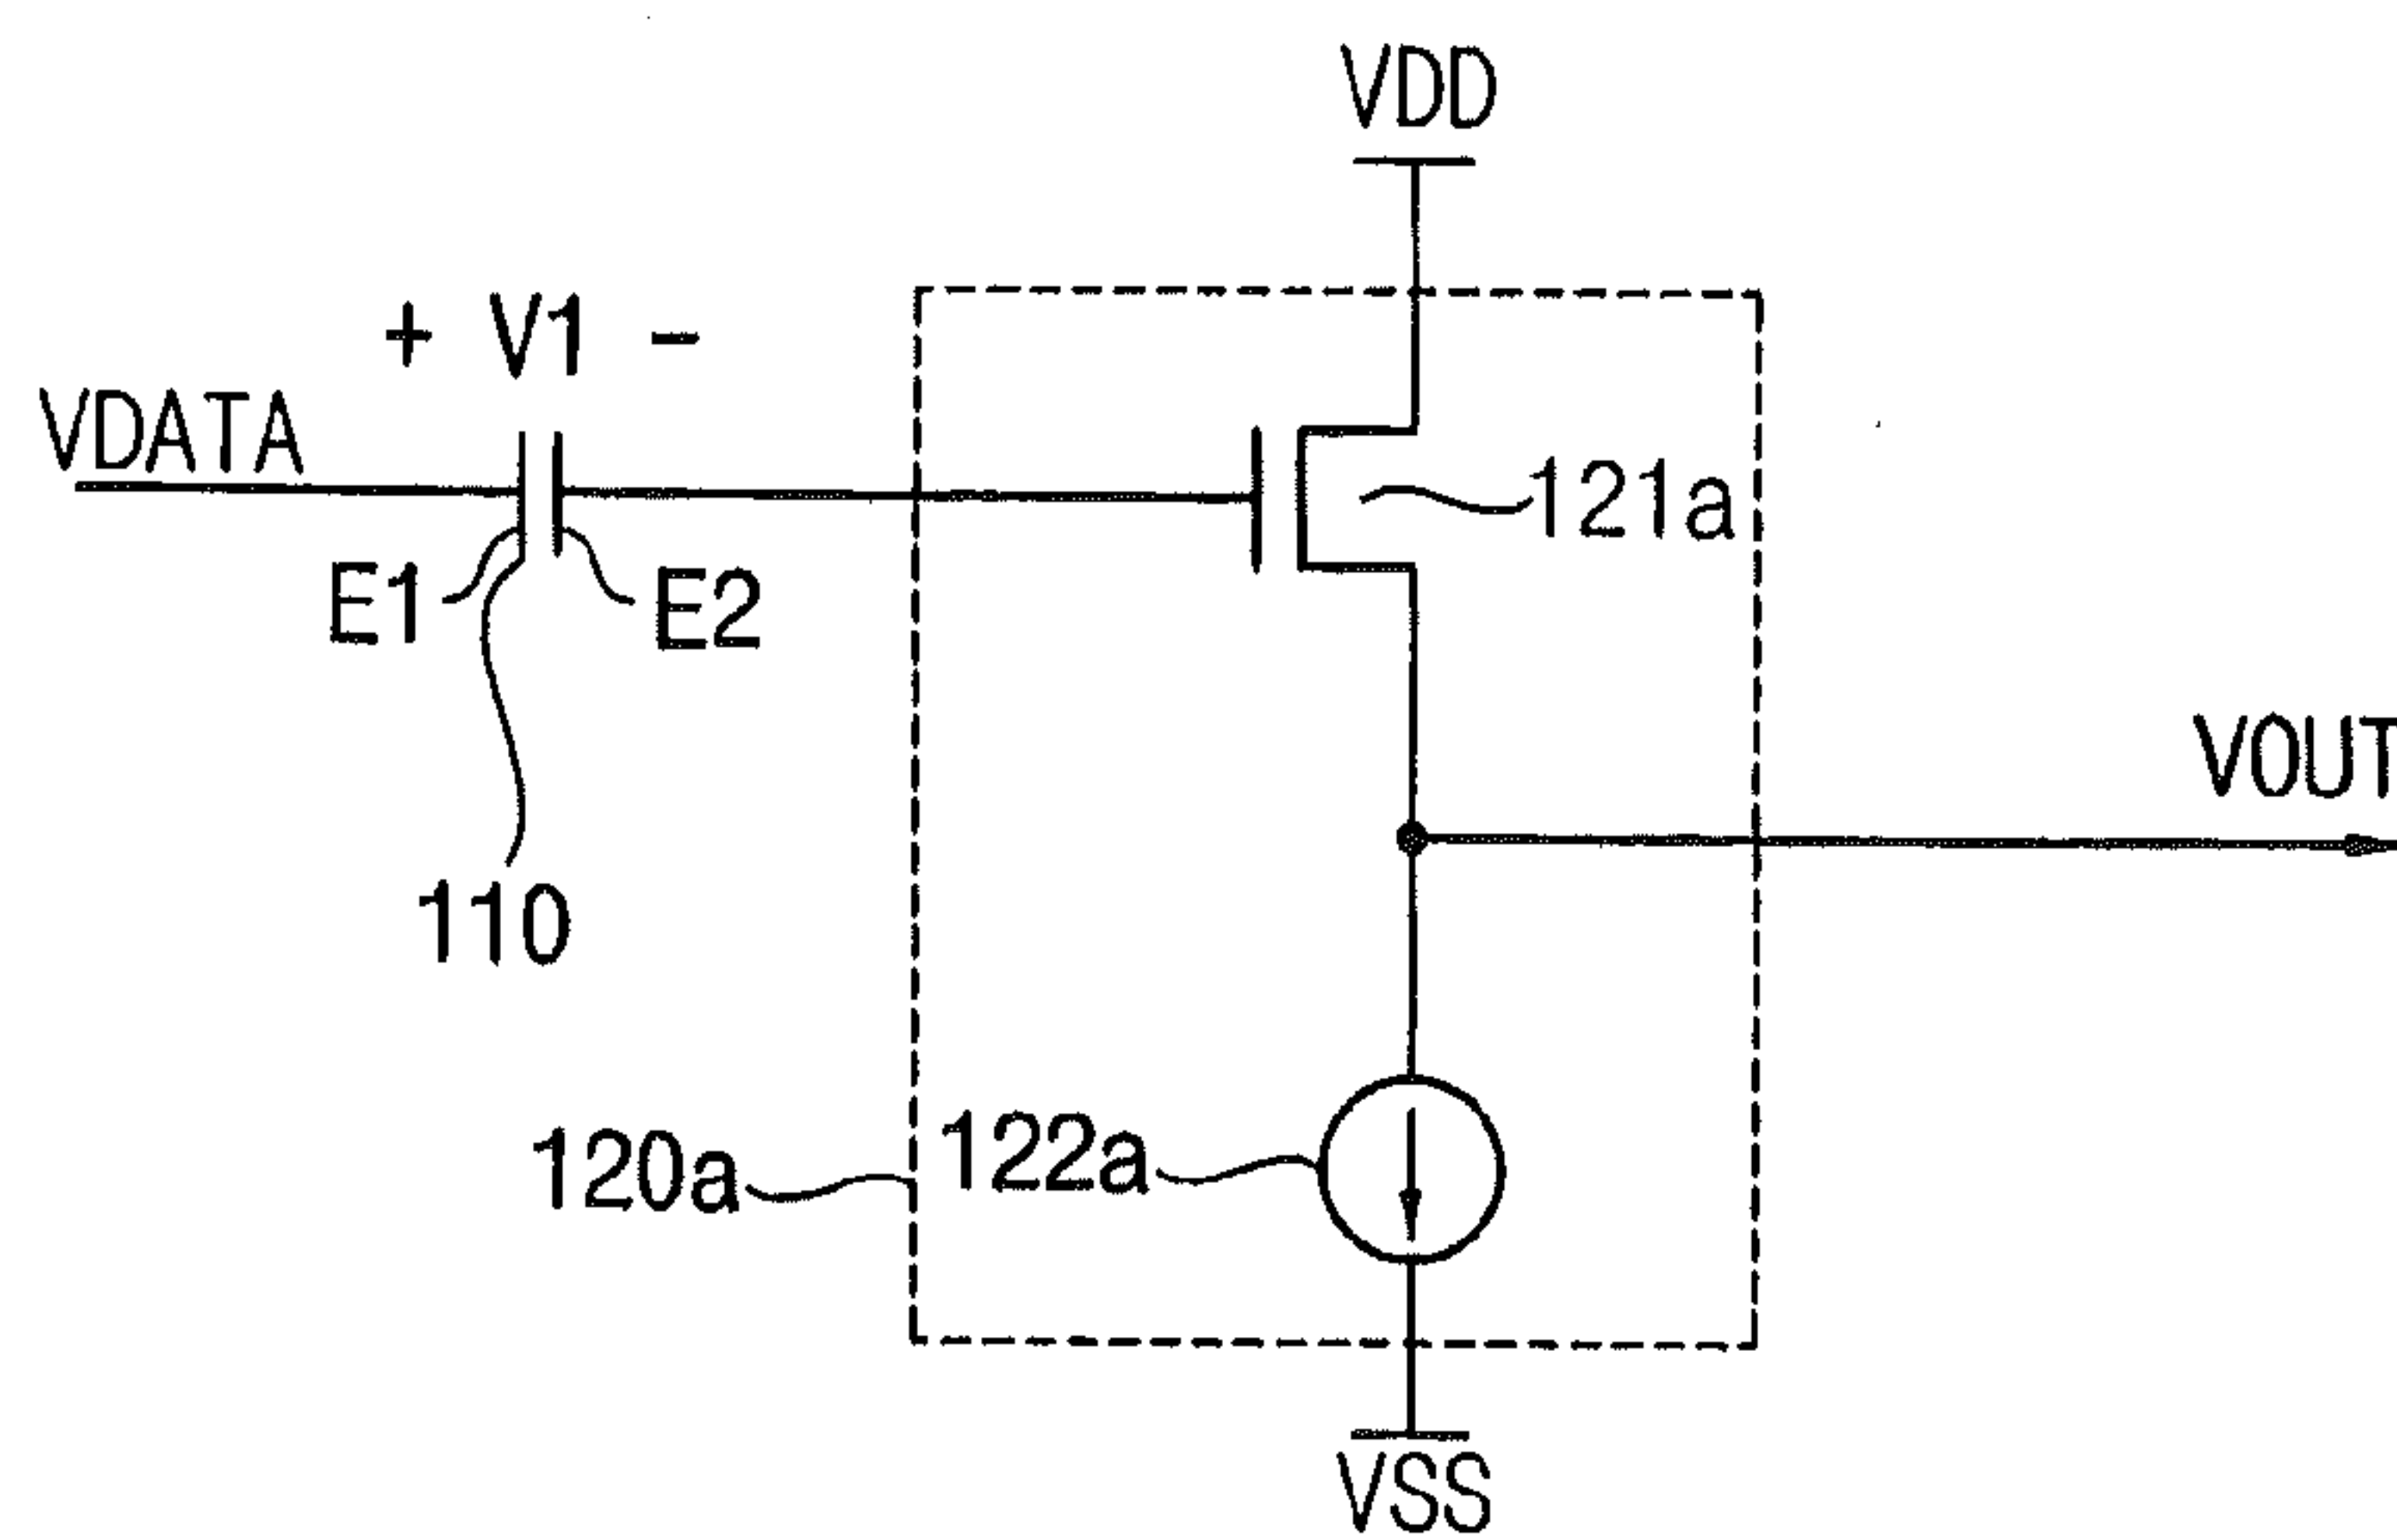 VDD
+ V1 -
VDATA
121a
E1
E2
VOUT
110
120a
122a
VSS